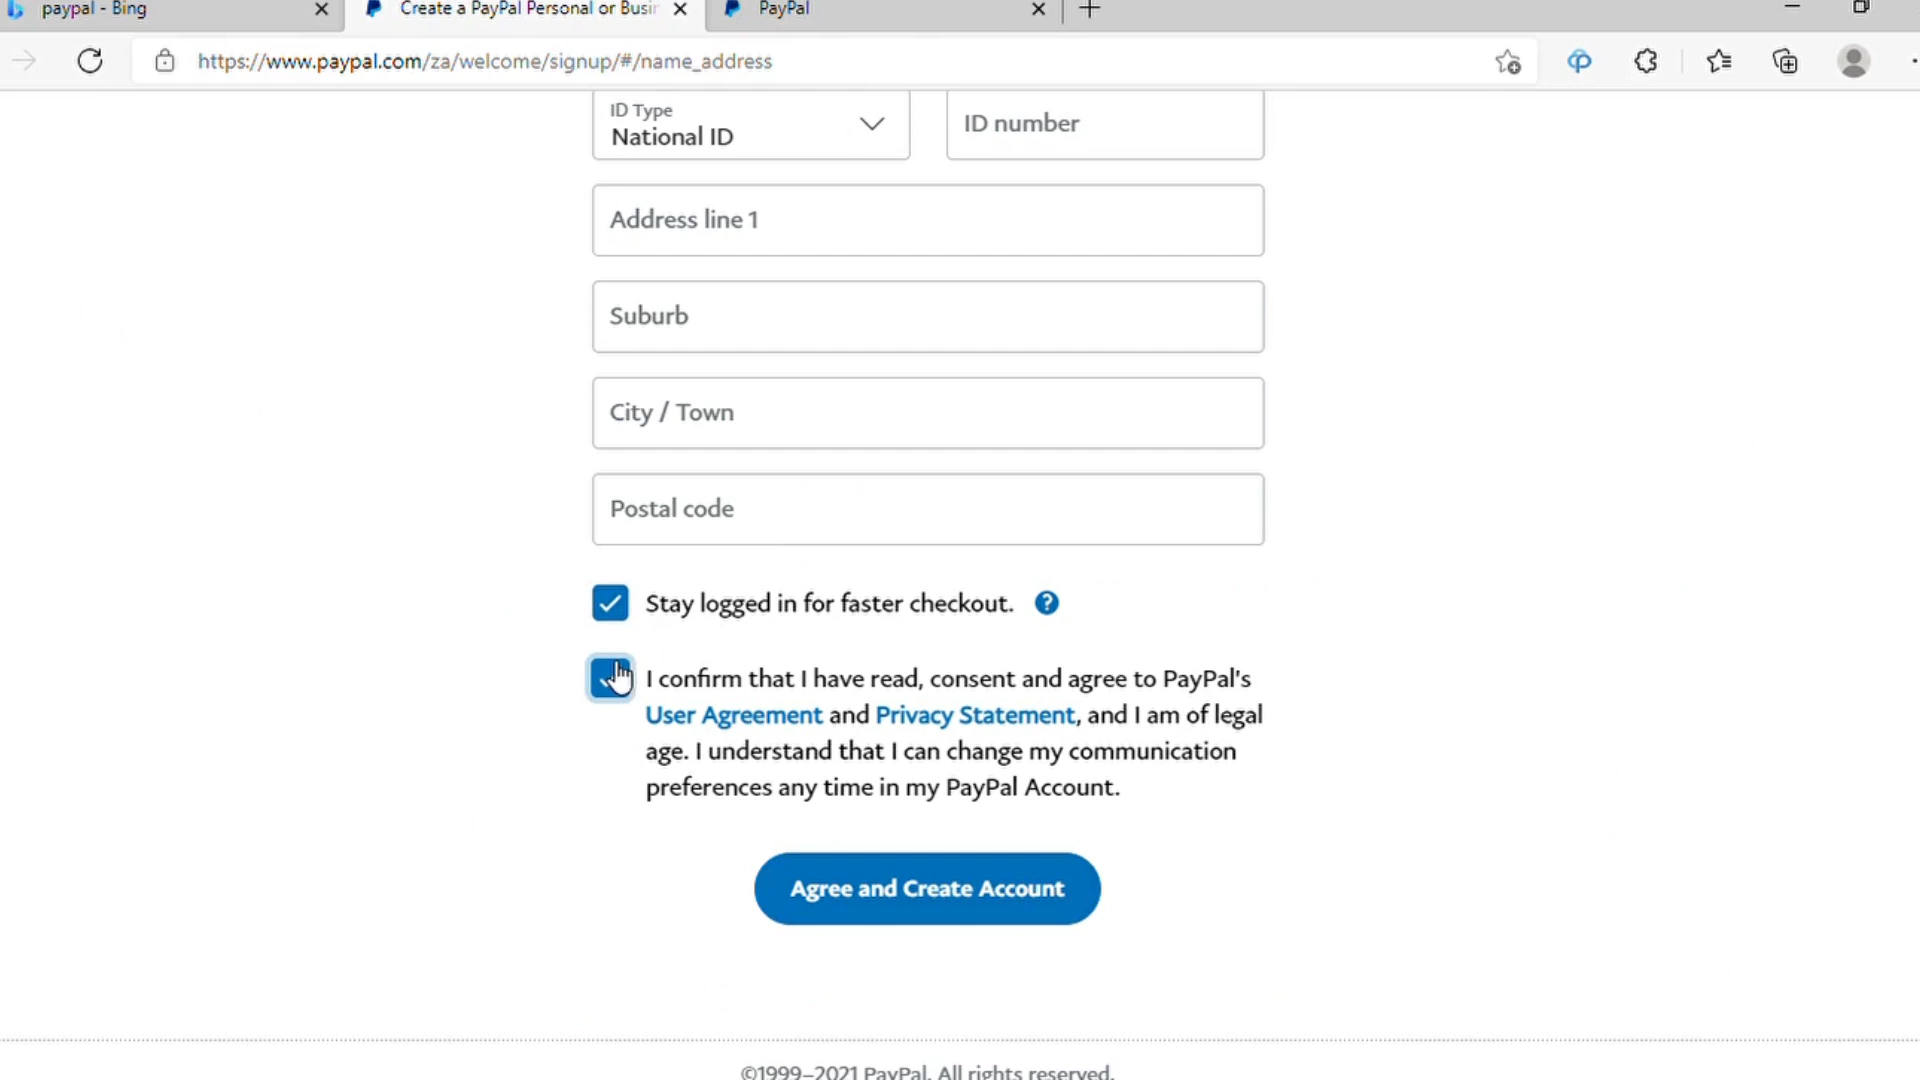 paypal - Bing
Create a PayPal Personal or Busi
PayPal
https://www.paypal.com/za/welcome/signup/#/name_address
ID Type
National ID
ID number
Address line 1
Suburb
City / Town
Postal code
Stay logged in for faster checkout.
I confirm that I have read, consent and agree to PayPal's
User Agreement and Privacy Statement, and I am of legal
age. I understand that I can change my communication
preferences any time in my PayPal Account.
Agree and Create Account
©1999–2021 PayPal. All rights reserved.